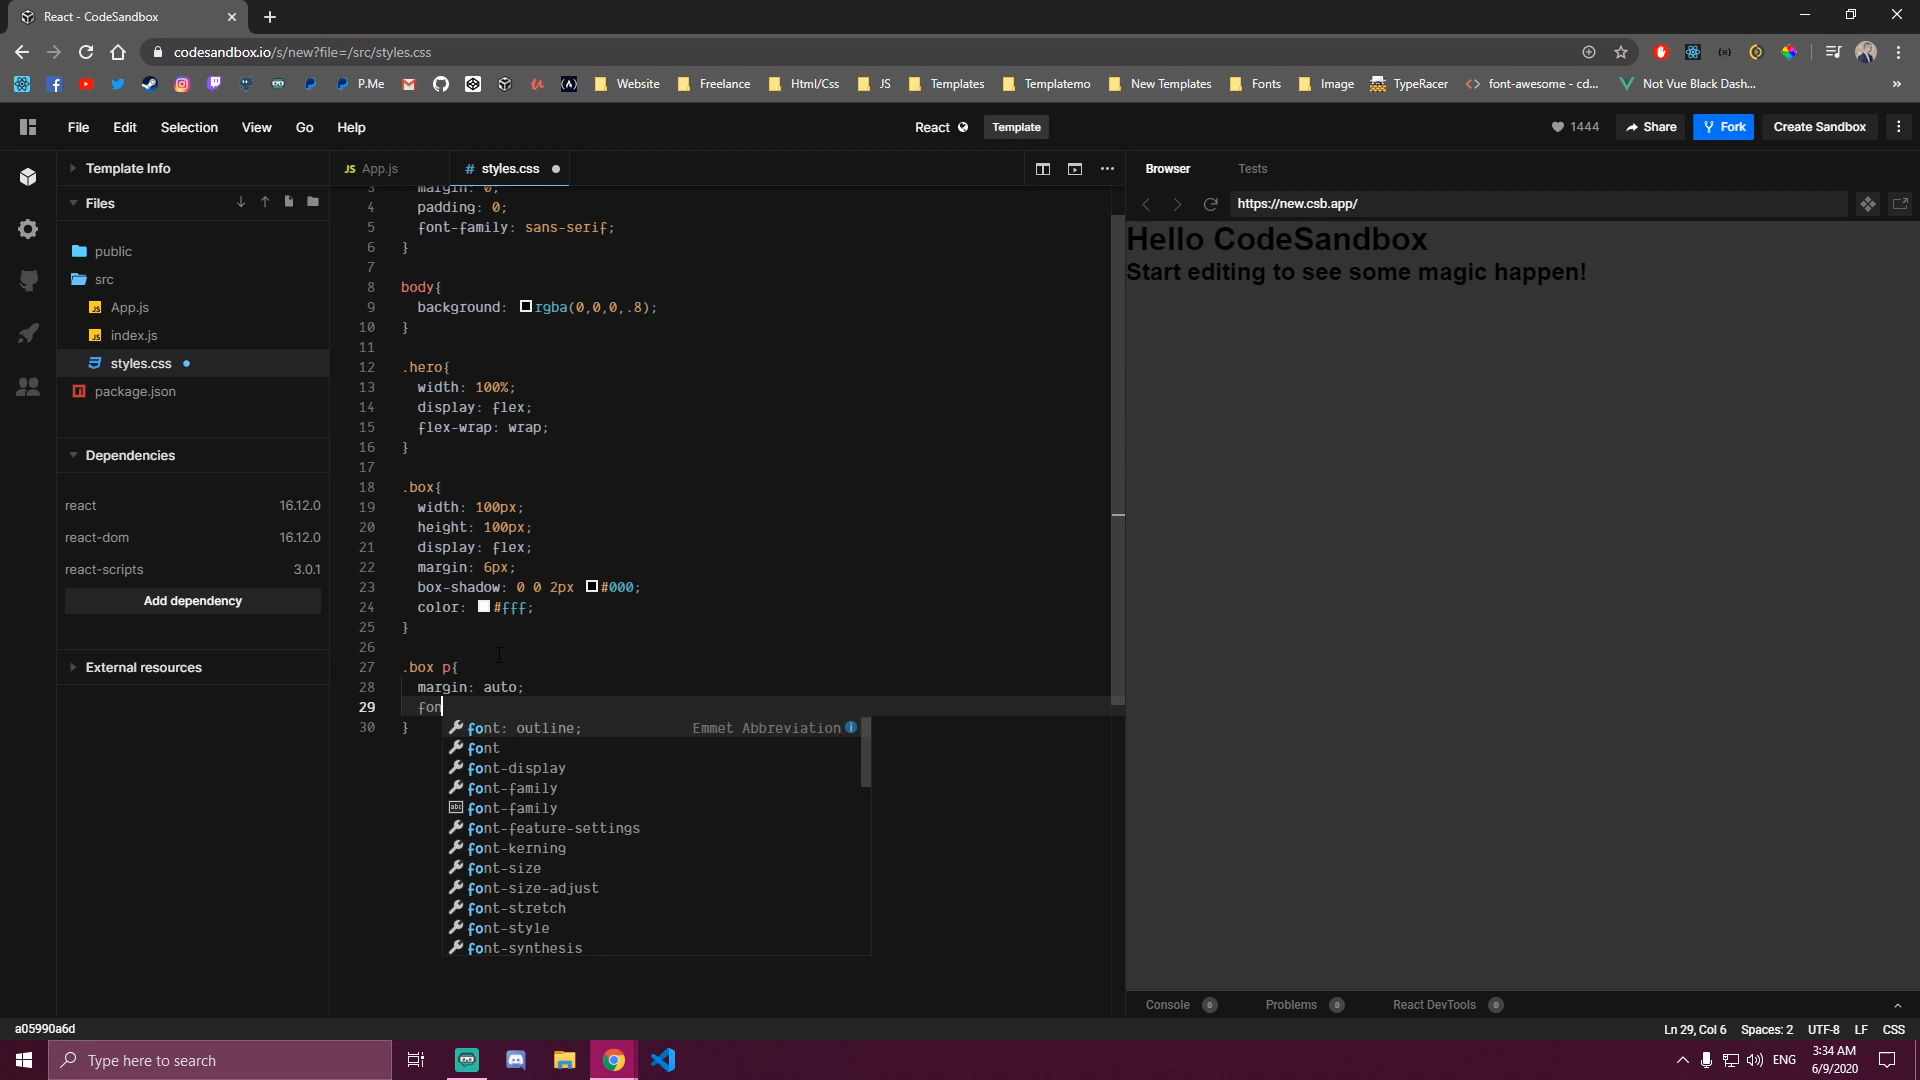 React - CodeSandbox
codesandbox.io/s/new?file=/src/styles.css
P.Me
Website
Freelance
Html/Css
JS
Templates
Templatemo
New Templates
Fonts
Image
TypeRacer
font-awesome - cd...
Not Vue Black Dash...
»
File Edit Selection View Go Help
React
Template
1444
Share
Fork
Create Sandbox
Template Info
Files
public
src
JS App.js
JS index.js
styles.css
package.json
Dependencies
react 16.12.0
react-dom 16.12.0
react-scripts 3.0.1
Add dependency
External resources
JS App.js
# styles.css
3 margin: 0;
4 padding: 0;
5 font-family: sans-serif;
6 }
7
8 body{
9 background: rgba(0,0,0,.8);
10 }
11
12 .hero{
13 width: 100%;
14 display: flex;
15 flex-wrap: wrap;
16 }
17
18 .box{
19 width: 100px;
20 height: 100px;
21 display: flex;
22 margin: 6px;
23 box-shadow: 0 0 2px #000;
24 color: #fff;
25 }
26
27 .box p{
28 margin: auto;
29 fon
30 }
font: outline; Emmet Abbreviation
font
font-display
font-family
abc font-family
font-feature-settings
font-kerning
font-size
font-size-adjust
font-stretch
font-style
font-synthesis
Browser Tests
https://new.csb.app/
Hello CodeSandbox
Start editing to see some magic happen!
Console 0
Problems 0
React DevTools 0
a05990a6d
Ln 29, Col 6 Spaces: 2 UTF-8 LF CSS
Type here to search
ENG
3:34 AM
6/9/2020